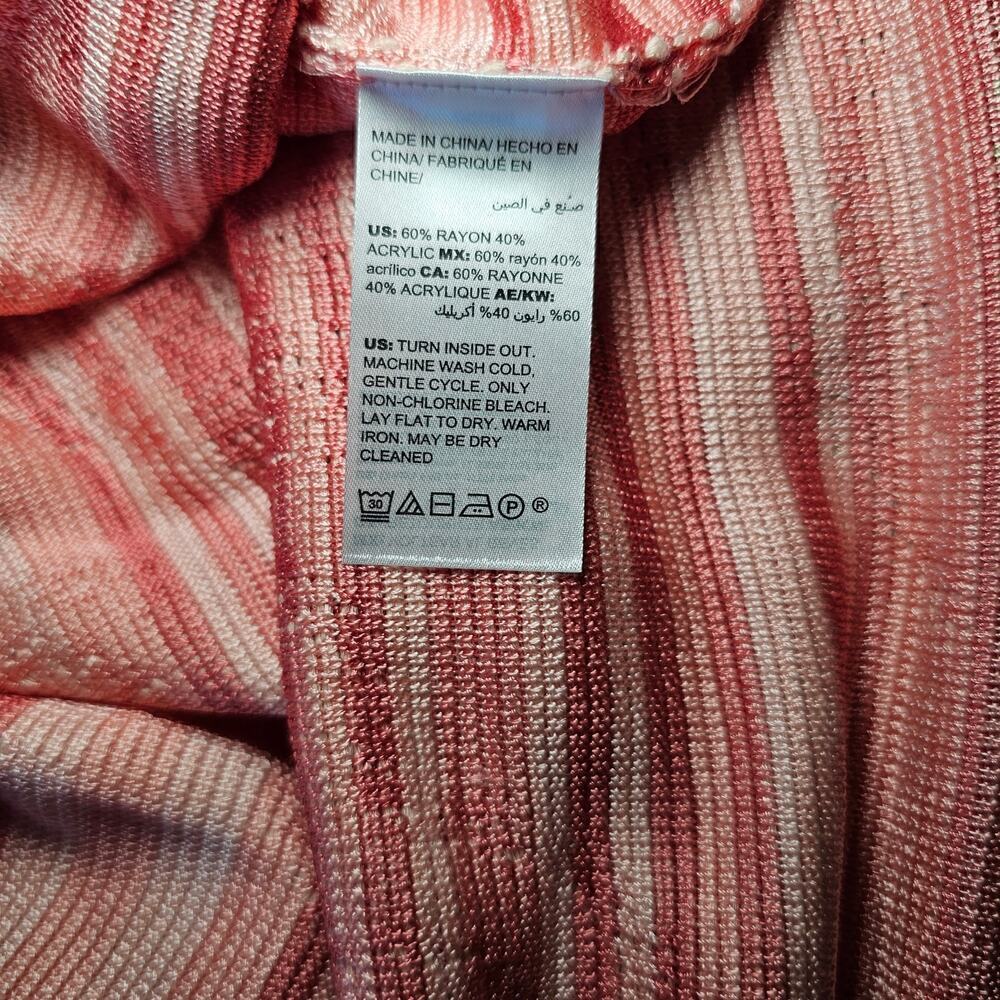 MADE IN CHINA/ HECHO EN
CHINA/ FABRIQUÉ EN
CHINE/
صُنع في الصين
US: 60% RAYON 40%
ACRYLIC MX: 60% rayón 40%
acrílico CA: 60% RAYONNE
40% ACRYLIQUE AE/KW:
60% رايون 40% أكريليك
US: TURN INSIDE OUT.
MACHINE WASH COLD,
GENTLE CYCLE. ONLY
NON-CHLORINE BLEACH.
LAY FLAT TO DRY. WARM
IRON. MAY BE DRY
CLEANED
30 P ®